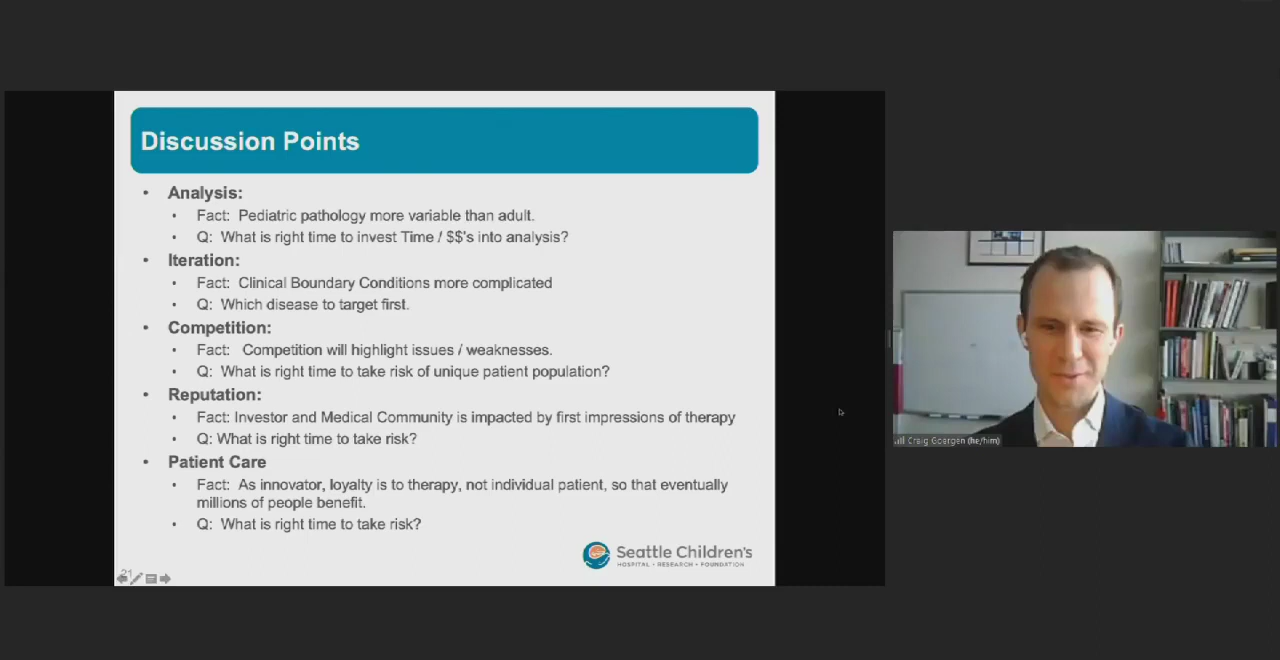 Discussion Points
• Analysis:
• Fact:  Pediatric pathology more variable than adult.
• Q:  What is right time to invest Time / $$'s into analysis?
• Iteration:
• Fact:  Clinical Boundary Conditions more complicated
• Q:  Which disease to target first.
• Competition:
• Fact:   Competition will highlight issues / weaknesses.
• Q:  What is right time to take risk of unique patient population?
• Reputation:
• Fact: Investor and Medical Community is impacted by first impressions of therapy
• Q: What is right time to take risk?
• Patient Care
• Fact:  As innovator, loyalty is to therapy, not individual patient, so that eventually
millions of people benefit.
• Q:  What is right time to take risk?
Seattle Children's
HOSPITAL • RESEARCH • FOUNDATION
21
Craig Goergen (he/him)